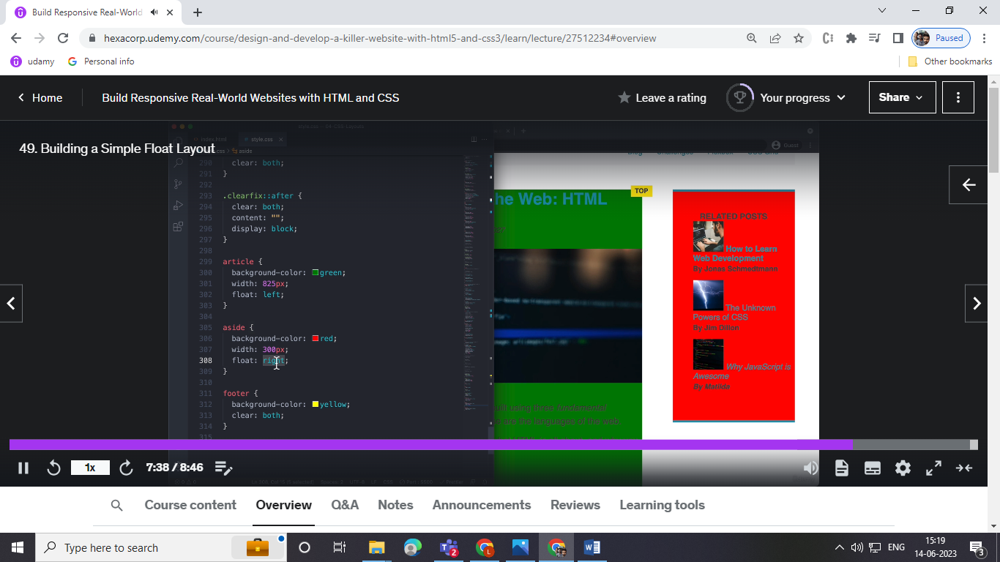 Build Responsive Real-World
hexacorp.udemy.com/course/design-and-develop-a-killer-website-with-html5-and-css3/learn/lecture/27512234#overview
Paused
udamy
Personal info
Other bookmarks
Home
Build Responsive Real-World Websites with HTML and CSS
Leave a rating
Your progress
Share
49. Building a Simple Float Layout
index.html
style.css
Guest
aside
290 clear: both;
291 }
292
293 .clearfix::after {
294 clear: both;
295 content: "";
296 display: block;
297 }
298
299 article {
300 background-color: green;
301 width: 825px;
302 float: left;
303 }
304
305 aside {
306 background-color: red;
307 width: 300px;
308 float: right;
309 }
310
311 footer {
312 background-color: yellow;
313 clear: both;
314 }
315
he Web: HTML
TOP
uilt using three fundamental
are the languages of the web
RELATED POSTS
How to Learn
Web Development
By Jonas Schmedtmann
The Unknown
Powers of CSS
By Jim Dillon
Why JavaScript is
Awesome
By Matilda
1x
7:38 / 8:46
Course content
Overview
Q&A
Notes
Announcements
Reviews
Learning tools
Type here to search
2
L
ENG
15:19
14-06-2023
3